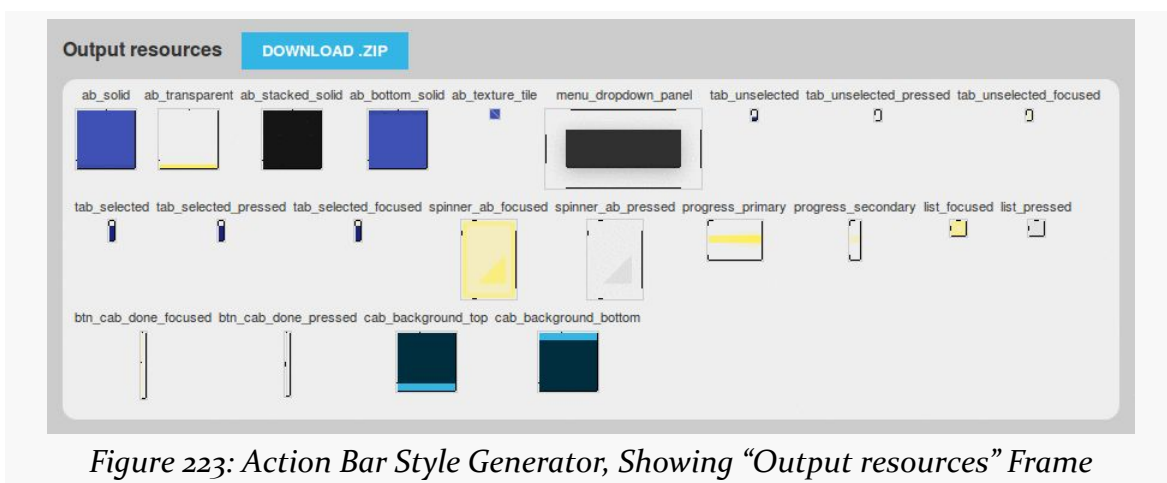 Output resources DOWNLOAD .ZIP
ab_solid ab_transparent ab_stacked_solid ab_bottom_solid ab_texture_tile menu_dropdown_panel tab_unselected tab_unselected_pressed tab_unselected_focused
tab_selected tab_selected_pressed tab_selected_focused spinner_ab_focused spinner_ab_pressed progress_primary progress_secondary list_focused list_pressed
btn_cab_done_focused btn_cab_done_pressed cab_background_top cab_background_bottom
Figure 223: Action Bar Style Generator, Showing “Output resources” Frame